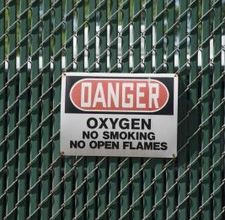 DANGER
OXYGEN
NO SMOKING
NO OPEN FLAMES